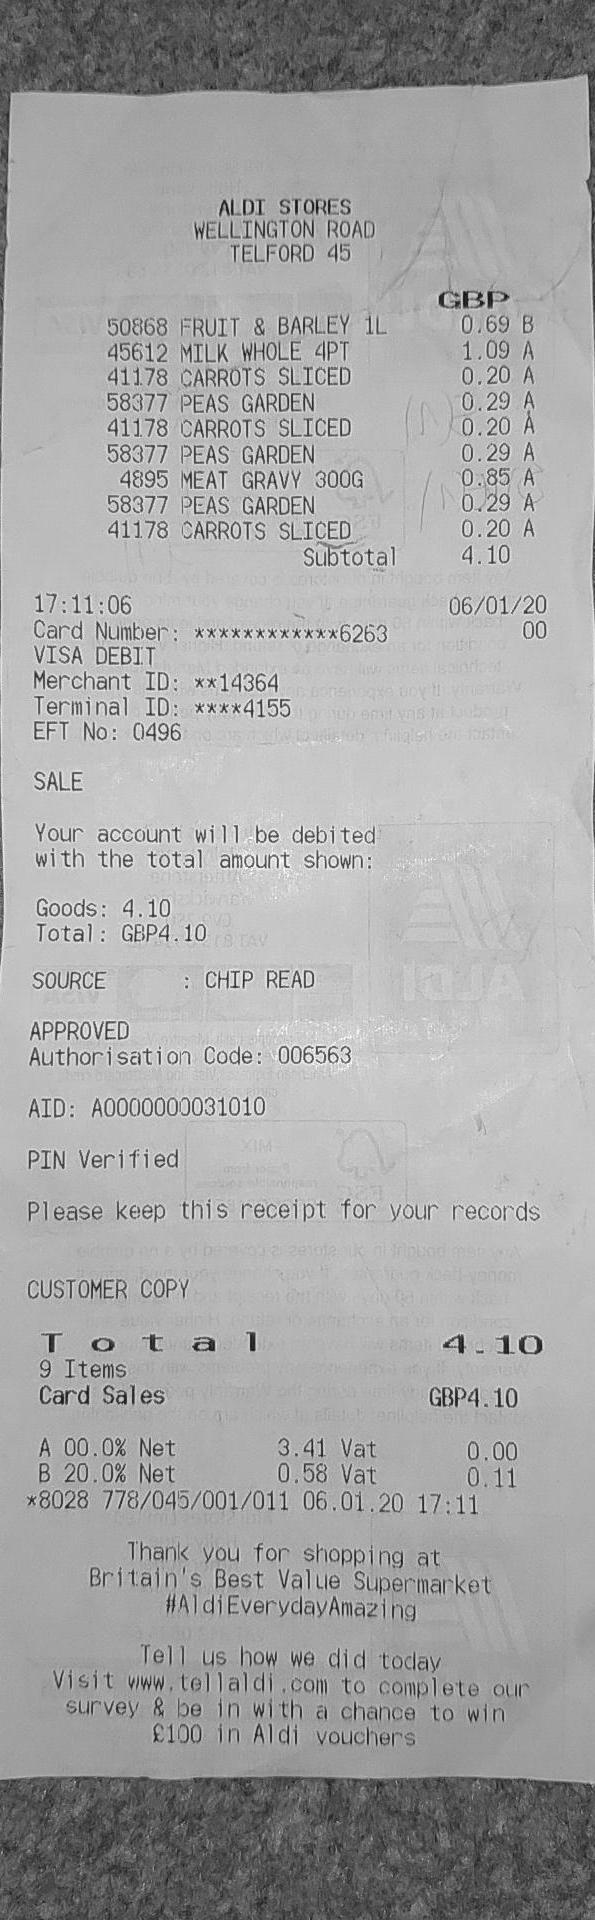 ALDI STORES
WELLINGTON ROAD
TELFORD 45
GBP
50868 FRUIT & BARLEY 1L 0.69 B
45612 MILK WHOLE 4PT 1.09 A
41178 CARROTS SLICED 0.20 A
58377 PEAS GARDEN 0.29 A
41178 CARROTS SLICED 0.20 A
58377 PEAS GARDEN 0.29 A
4895 MEAT GRAVY 300G 0.85 A
58377 PEAS GARDEN 0.29 A
41178 CARROTS SLICED 0.20 A
Subtotal 4.10
17:11:06 06/01/20
Card Number: ************6263 00
VISA DEBIT
Merchant ID: **14364
Terminal ID: ****4155
EFT No: 0496
SALE
Your account will be debited
with the total amount shown:
Goods: 4.10
Total: GBP4.10
SOURCE : CHIP READ
APPROVED
Authorisation Code: 006563
AID: A0000000031010
PIN Verified
Please keep this receipt for your records
CUSTOMER COPY
Total 4.10
9 Items
Card Sales GBP4.10
A 00.0% Net 3.41 Vat 0.00
B 20.0% Net 0.58 Vat 0.11
*8028 778/045/001/011 06.01.20 17:11
Thank you for shopping at
Britain's Best Value Supermarket
#AldiEverydayAmazing
Tell us how we did today
Visit www.tellaldi.com to complete our
survey & be in with a chance to win
£100 in Aldi vouchers